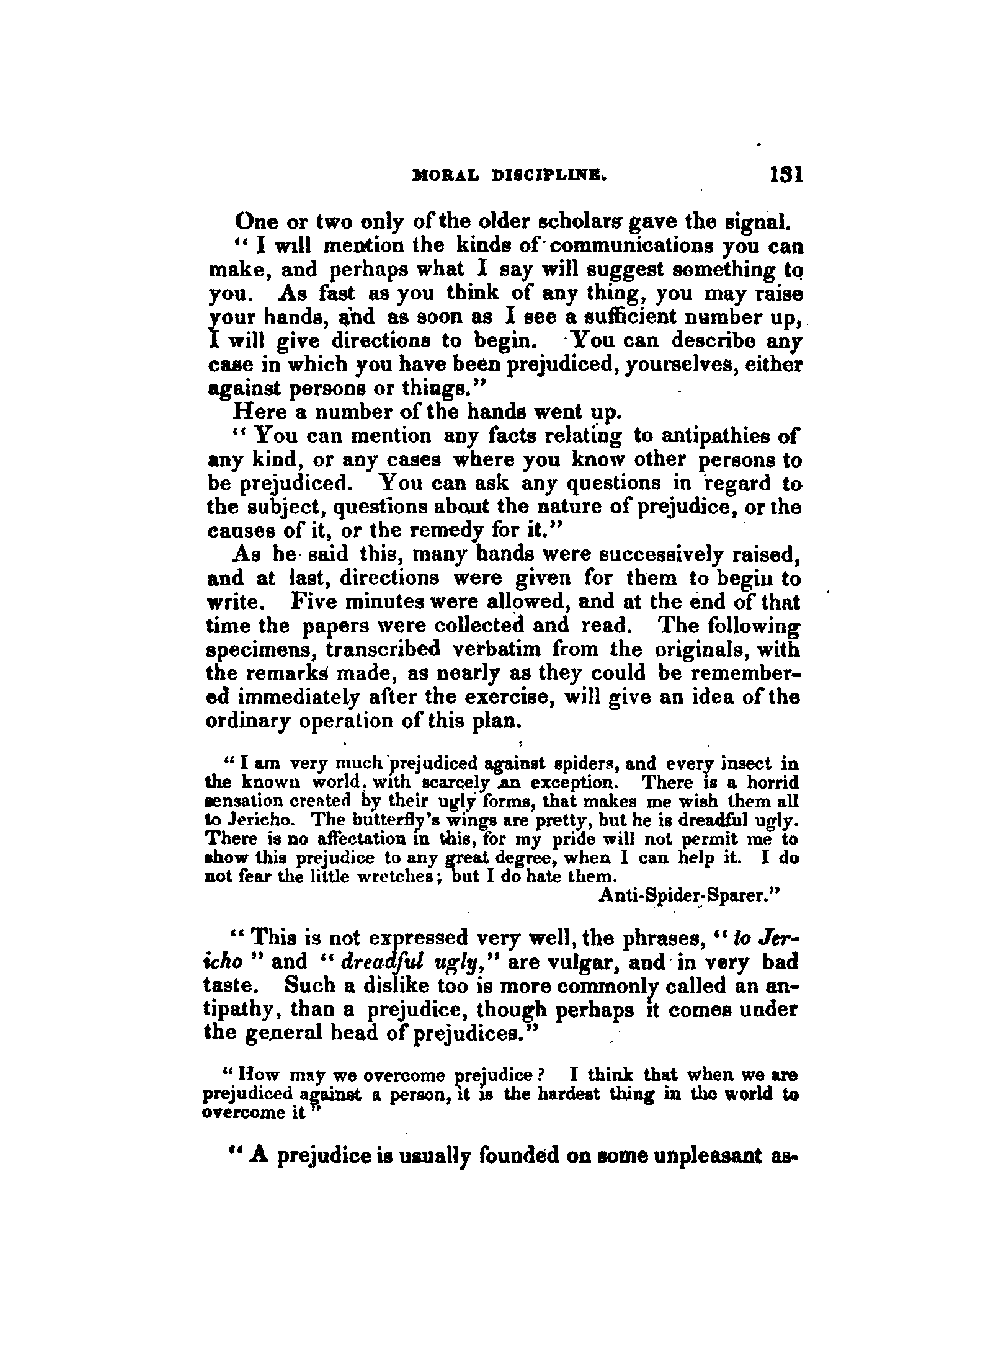 MORAL DISCIPLINE. 131
One or two only of the older scholars gave the signal.
“ I will mention the kinds of communications you can
make, and perhaps what I say will suggest something to
you. As fast as you think of any thing, you may raise
your hands, and as soon as I see a sufficient number up,
I will give directions to begin. You can describe any
case in which you have been prejudiced, yourselves, either
against persons or things.”
Here a number of the hands went up.
“ You can mention any facts relating to antipathies of
any kind, or any cases where you know other persons to
be prejudiced. You can ask any questions in regard to
the subject, questions about the nature of prejudice, or the
causes of it, or the remedy for it.”
As he said this, many hands were successively raised,
and at last, directions were given for them to begin to
write. Five minutes were allowed, and at the end of that
time the papers were collected and read. The following
specimens, transcribed verbatim from the originals, with
the remarks made, as nearly as they could be remember-
ed immediately after the exercise, will give an idea of the
ordinary operation of this plan.
“ I am very much prejudiced against spiders, and every insect in
the known world, with scarcely an exception. There is a horrid
sensation created by their ugly forms, that makes me wish them all
to Jericho. The butterfly’s wings are pretty, but he is dreadful ugly.
There is no affectation in this, for my pride will not permit me to
show this prejudice to any great degree, when I can help it. I do
not fear the little wretches; but I do hate them.
Anti-Spider-Sparer.”
“ This is not expressed very well, the phrases, “ to Jer-
icho ” and “ dreadful ugly,” are vulgar, and in very bad
taste. Such a dislike too is more commonly called an an-
tipathy, than a prejudice, though perhaps it comes under
the general head of prejudices.”
“ How may we overcome prejudice? I think that when we are
prejudiced against a person, it is the hardest thing in the world to
overcome it ”
“ A prejudice is usually founded on some unpleasant as-